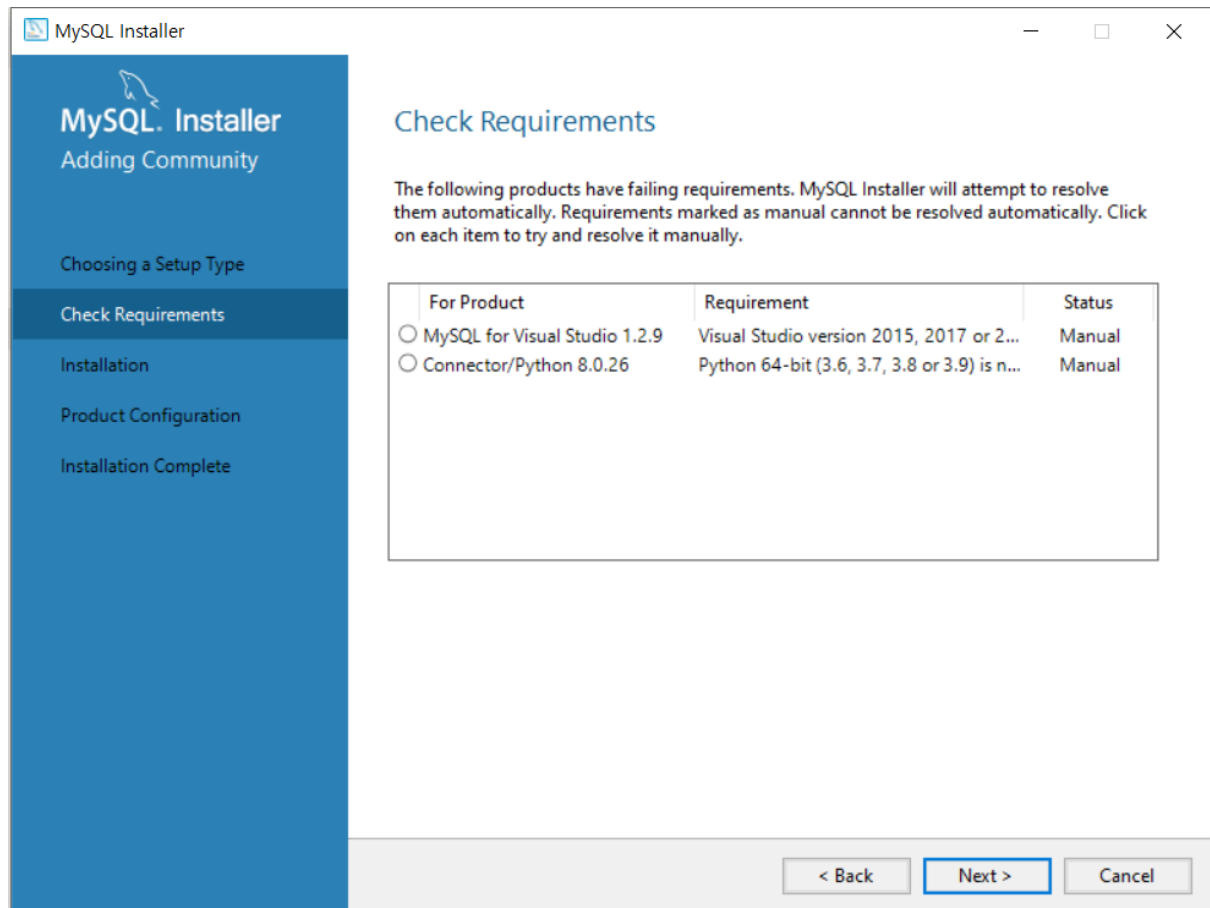 MySQL Installer
MySQL. Installer
Adding Community
Choosing a Setup Type
Check Requirements
Installation
Product Configuration
Installation Complete
Check Requirements
The following products have failing requirements. MySQL Installer will attempt to resolve
them automatically. Requirements marked as manual cannot be resolved automatically. Click
on each item to try and resolve it manually.
For Product Requirement Status
MySQL for Visual Studio 1.2.9 Visual Studio version 2015, 2017 or 2... Manual
Connector/Python 8.0.26 Python 64-bit (3.6, 3.7, 3.8 or 3.9) is n... Manual
< Back Next > Cancel